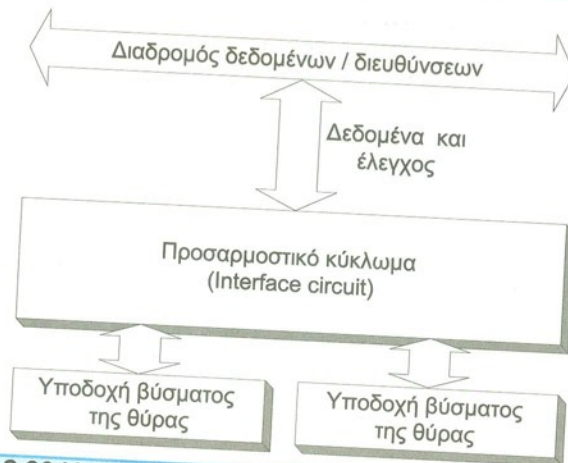 Διαδρομός δεδομένων / διευθύνσεων
Δεδομένα και
έλεγχος
Προσαρμοστικό κύκλωμα
(Interface circuit)
Υποδοχή βύσματος
της θύρας
Υποδοχή βύσματος
της θύρας